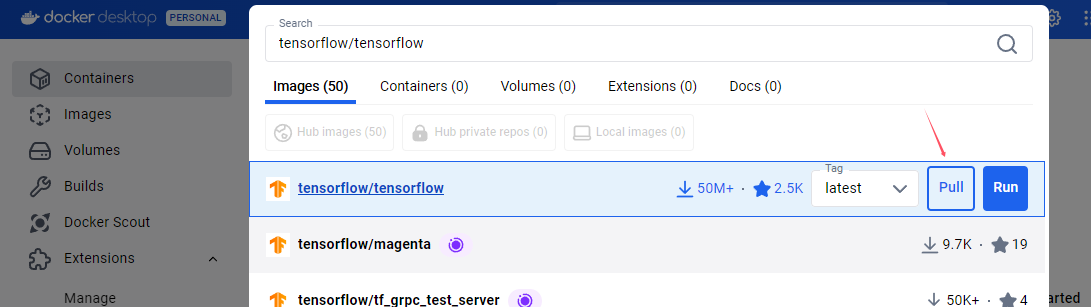 docker desktop PERSONAL
Search
tensorflow/tensorflow
Containers
Images
Volumes
Builds
Docker Scout
Extensions
Manage
Images (50) Containers (0) Volumes (0) Extensions (0) Docs (0)
Hub images (50) Hub private repos (0) Local images (0)
tensorflow/tensorflow 50M+ · 2.5K Tag latest Pull Run
tensorflow/magenta 9.7K · 19
tensorflow/tf_grpc_test_server 50K+ · 4
arted